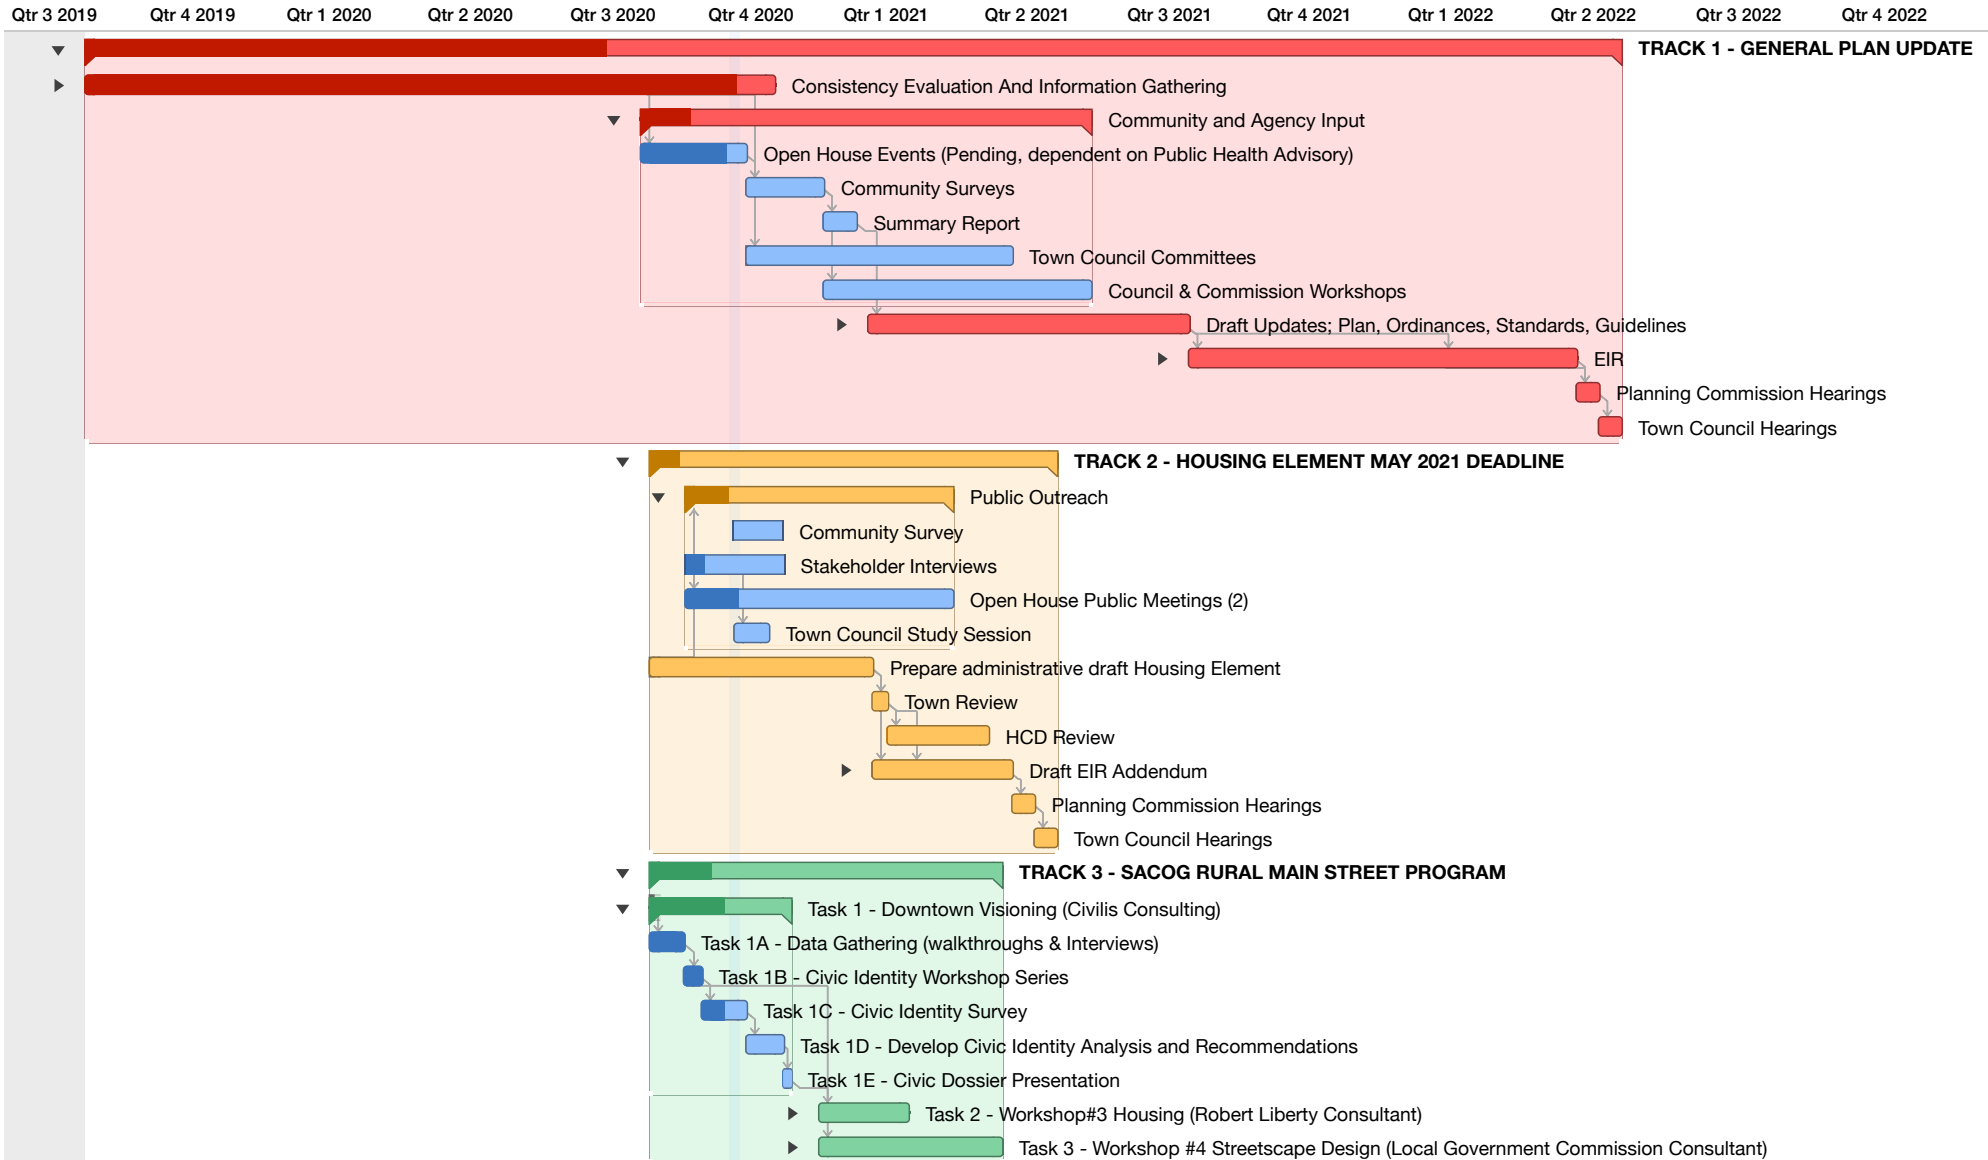 Qtr 3 2019 Qtr 4 2019 Qtr 1 2020 Qtr 2 2020 Qtr 3 2020 Qtr 4 2020 Qtr 1 2021 Qtr 2 2021 Qtr 3 2021 Qtr 4 2021 Qtr 1 2022 Qtr 2 2022 Qtr 3 2022 Qtr 4 2022
TRACK 1 - GENERAL PLAN UPDATE
Consistency Evaluation And Information Gathering
Community and Agency Input
Open House Events (Pending, dependent on Public Health Advisory)
Community Surveys
Summary Report
Town Council Committees
Council & Commission Workshops
Draft Updates; Plan, Ordinances, Standards, Guidelines
EIR
Planning Commission Hearings
Town Council Hearings
TRACK 2 - HOUSING ELEMENT MAY 2021 DEADLINE
Public Outreach
Community Survey
Stakeholder Interviews
Open House Public Meetings (2)
Town Council Study Session
Prepare administrative draft Housing Element
Town Review
HCD Review
Draft EIR Addendum
Planning Commission Hearings
Town Council Hearings
TRACK 3 - SACOG RURAL MAIN STREET PROGRAM
Task 1 - Downtown Visioning (Civilis Consulting)
Task 1A - Data Gathering (walkthroughs & Interviews)
Task 1B - Civic Identity Workshop Series
Task 1C - Civic Identity Survey
Task 1D - Develop Civic Identity Analysis and Recommendations
Task 1E - Civic Dossier Presentation
Task 2 - Workshop#3 Housing (Robert Liberty Consultant)
Task 3 - Workshop #4 Streetscape Design (Local Government Commission Consultant)